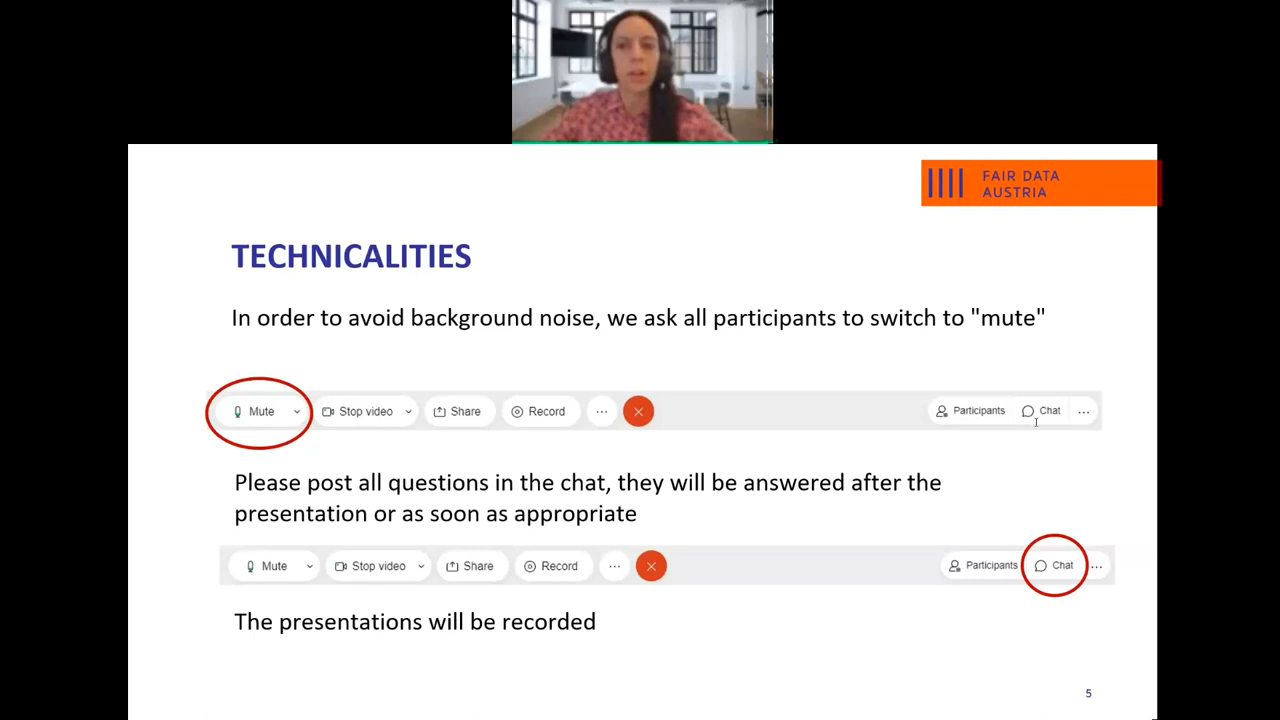 FAIR DATA
AUSTRIA
TECHNICALITIES
In order to avoid background noise, we ask all participants to switch to "mute"
Mute Stop video Share Record ... Participants Chat ...
Please post all questions in the chat, they will be answered after the
presentation or as soon as appropriate
Mute Stop video Share Record ... Participants Chat ...
The presentations will be recorded
5